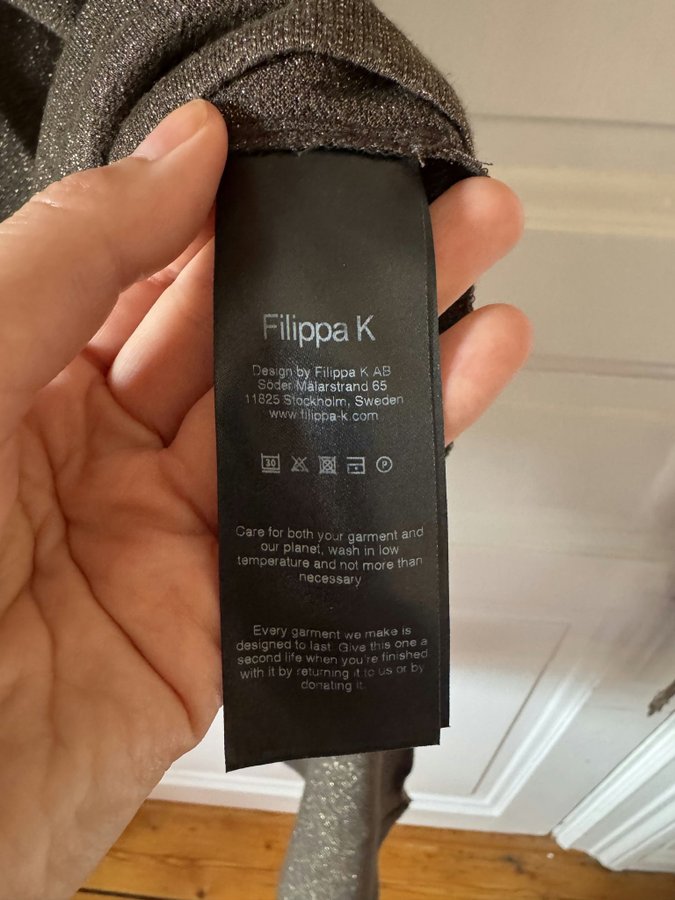 Filippa K
Design by Filippa K AB
Söder Mälarstrand 65
11825 Stockholm, Sweden
www.filippa-k.com
30 P
Care for both your garment and
our planet, wash in low
temperature and not more than
necessary
Every garment we make is
designed to last. Give this one a
second life when you're finished
with it by returning it to us or by
donating it.